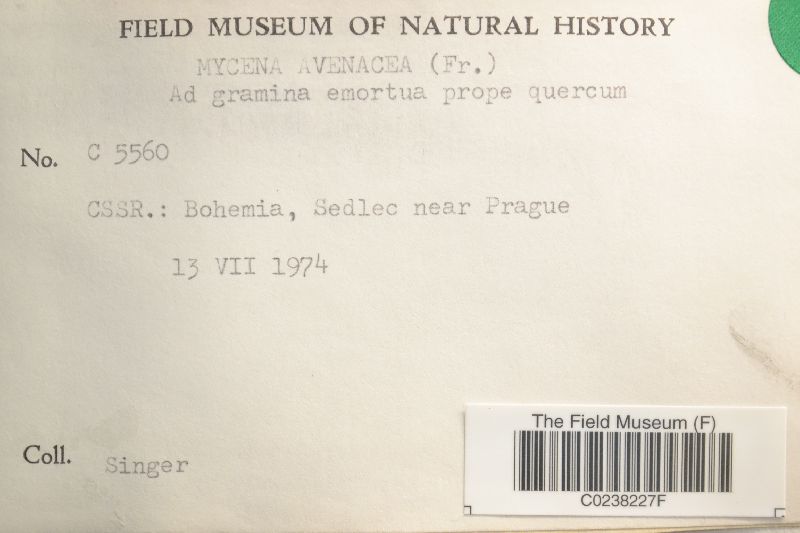 FIELD MUSEUM OF NATURAL HISTORY
MYCENA AVENACEA (Fr.)
Ad gramina emortua prope quercum
No. C 5560
CSSR.: Bohemia, Sedlec near Prague
13 VII 1974
Coll. Singer
The Field Museum (F)
C0238227F